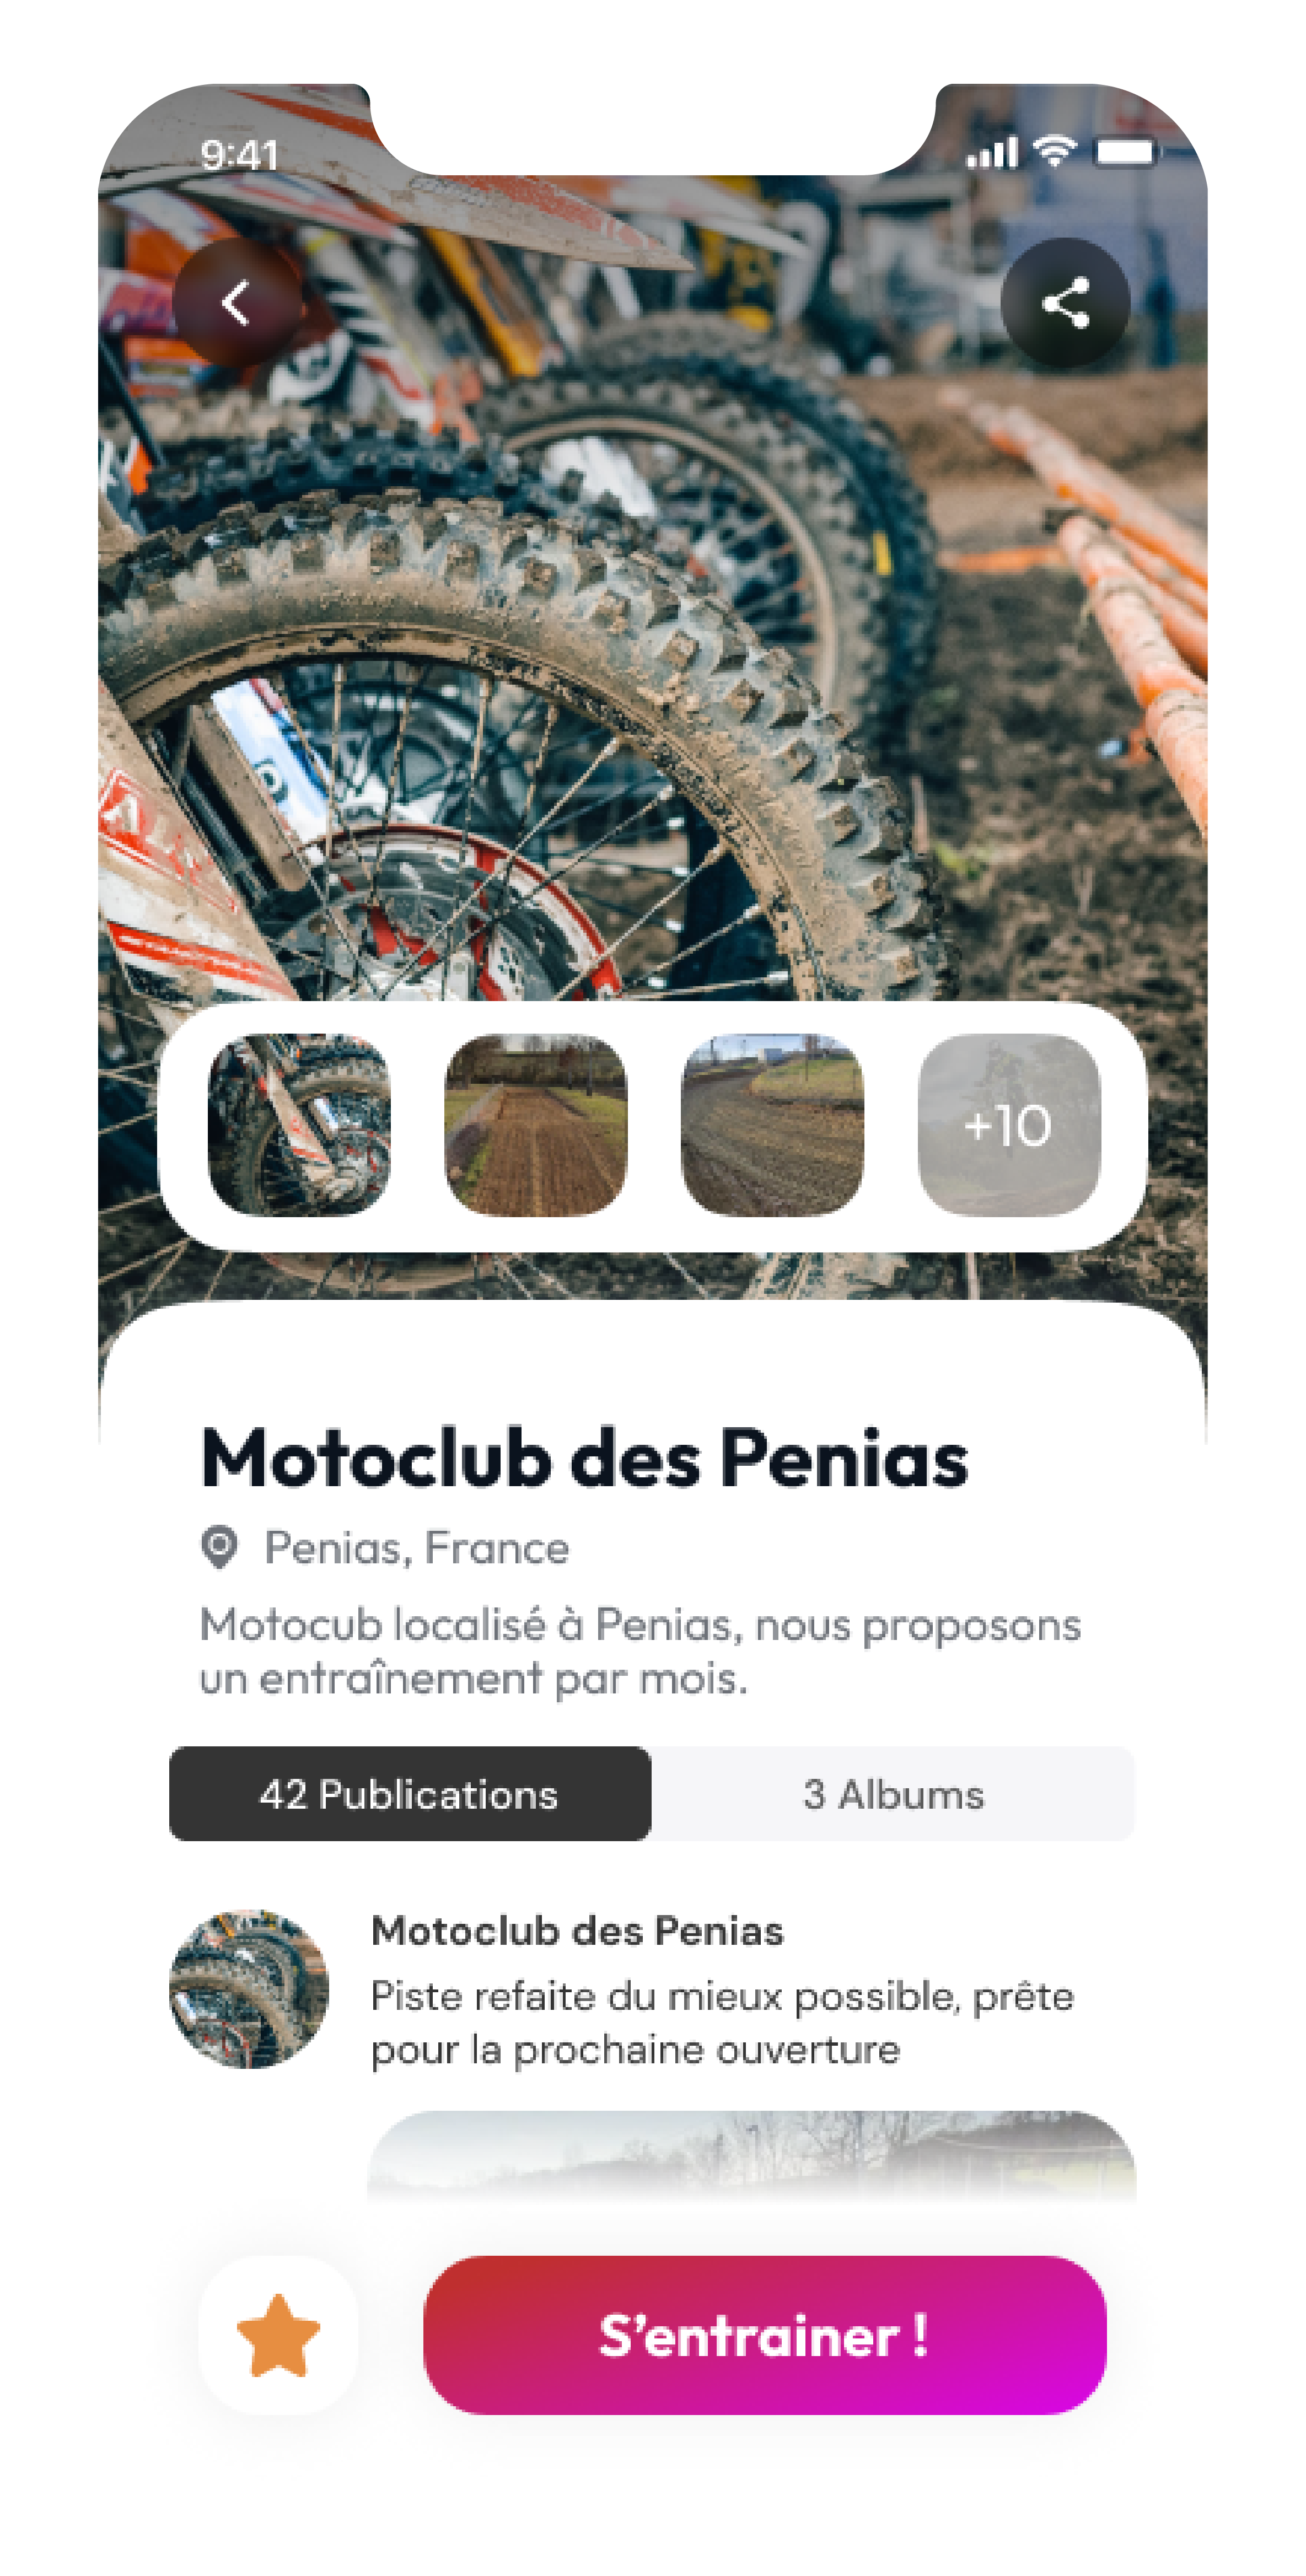 9:41
+10
Motoclub des Penias
Penias, France
Motocub localisé à Penias, nous proposons
un entraînement par mois.
42 Publications
3 Albums
Motoclub des Penias
Piste refaite du mieux possible, prête
pour la prochaine ouverture
S’entrainer !